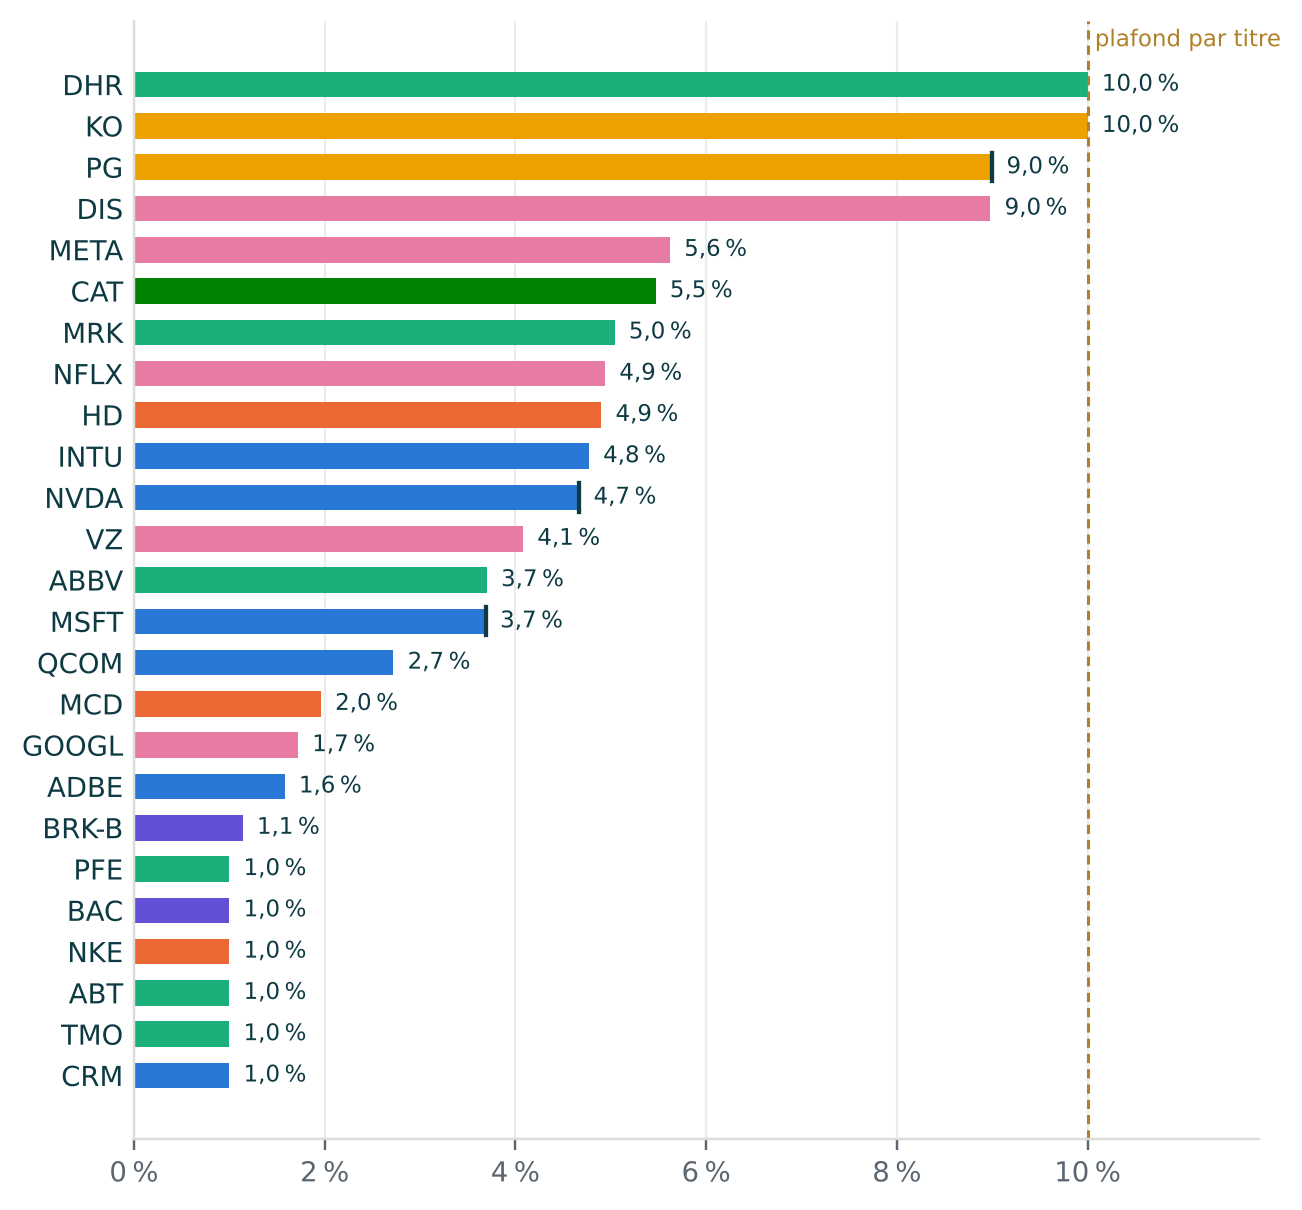 plafond par titre
DHR 10,0 %
KO 10,0 %
PG 9,0 %
DIS 9,0 %
META 5,6 %
CAT 5,5 %
MRK 5,0 %
NFLX 4,9 %
HD 4,9 %
INTU 4,8 %
NVDA 4,7 %
VZ 4,1 %
ABBV 3,7 %
MSFT 3,7 %
QCOM 2,7 %
MCD 2,0 %
GOOGL 1,7 %
ADBE 1,6 %
BRK-B 1,1 %
PFE 1,0 %
BAC 1,0 %
NKE 1,0 %
ABT 1,0 %
TMO 1,0 %
CRM 1,0 %
0 % 2 % 4 % 6 % 8 % 10 %